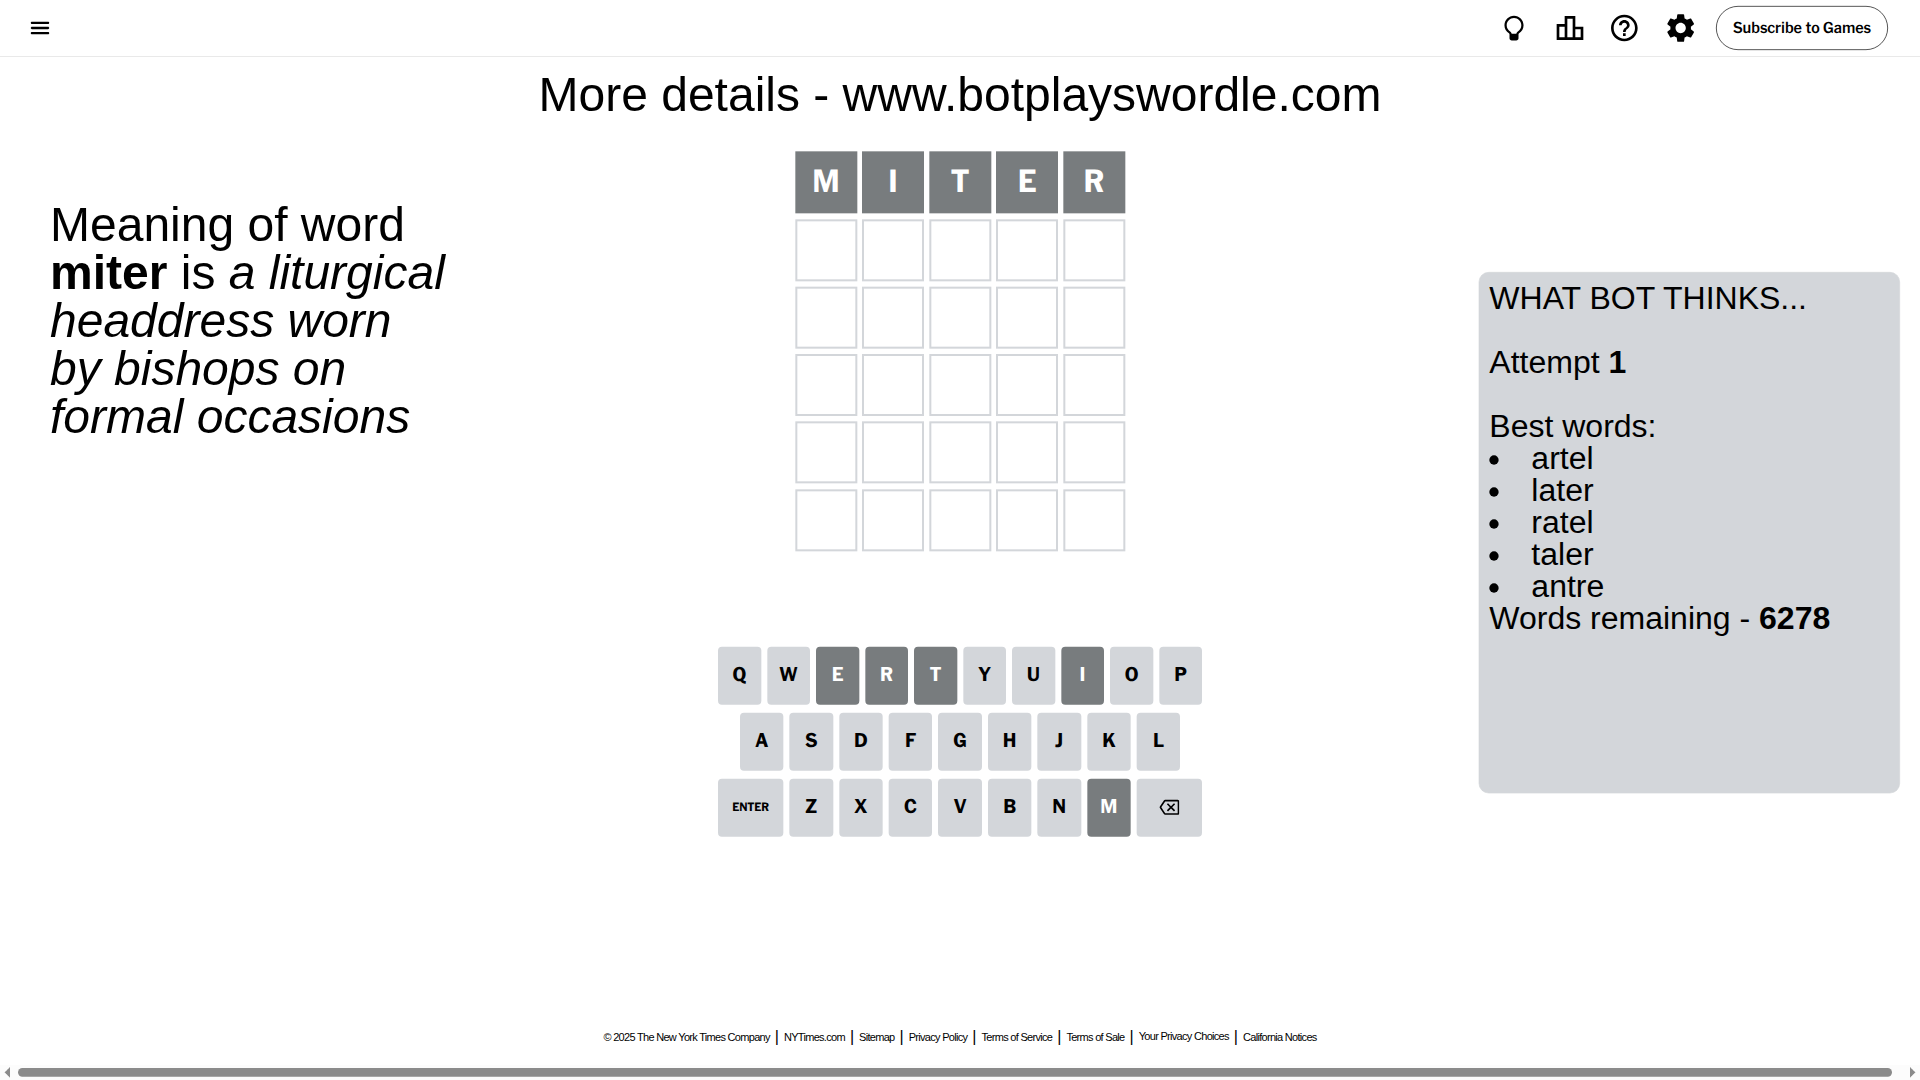 Subscribe to Games
More details - www.botplayswordle.com
Meaning of word
miter is a liturgical
headdress worn
by bishops on
formal occasions
M I T E R
WHAT BOT THINKS...
Attempt 1
Best words:
• artel
• later
• ratel
• taler
• antre
Words remaining - 6278
Q W E R T Y U I O P
A S D F G H J K L
ENTER Z X C V B N M
© 2025 The New York Times Company | NYTimes.com | Sitemap | Privacy Policy | Terms of Service | Terms of Sale | Your Privacy Choices | California Notices